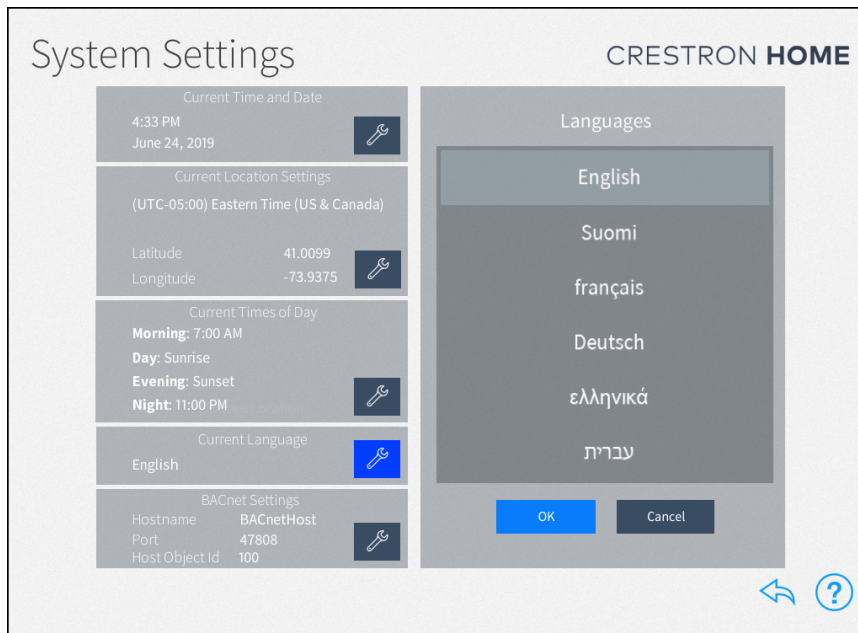 System Settings
CRESTRON HOME
Current Time and Date
4:33 PM
June 24, 2019
Current Location Settings
(UTC-05:00) Eastern Time (US & Canada)
Latitude 41.0099
Longitude -73.9375
Current Times of Day
Morning: 7:00 AM
Day: Sunrise
Evening: Sunset
Night: 11:00 PM
Current Language
English
BACnet Settings
Hostname BACnetHost
Port 47808
Host Object Id 100
Languages
English
Suomi
français
Deutsch
ελληνικά
עברית
OK Cancel
?